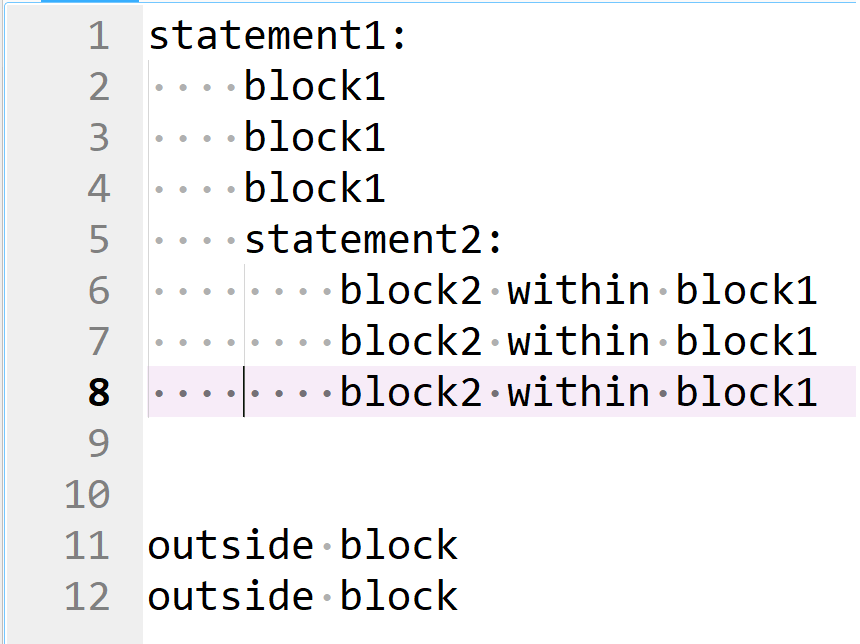 1 statement1:
2 ····block1
3 ····block1
4 ····block1
5 ····statement2:
6 ········block2·within·block1
7 ········block2·within·block1
8 ········block2·within·block1
9
10
11 outside·block
12 outside·block